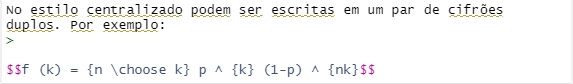 No estilo centralizado podem ser escritas em um par de cifrões
duplos. Por exemplo:
>
$$f (k) = {n \choose k} p ^ {k} (1-p) ^ {nk}$$